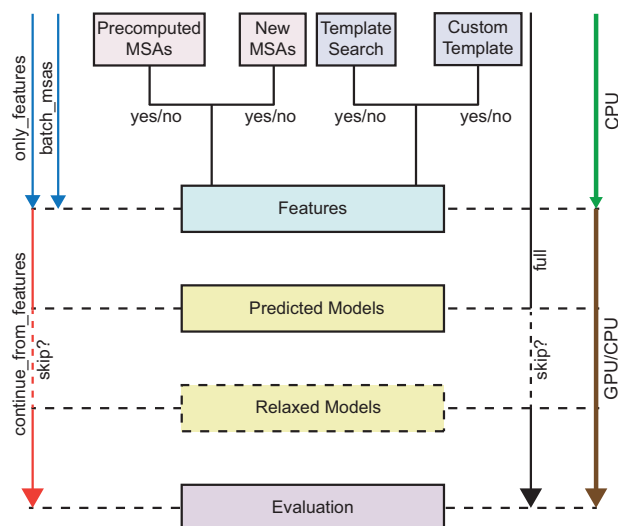 Precomputed
MSAs
New
MSAs
Template
Search
Custom
Template
yes/no
yes/no
yes/no
yes/no
only_features
batch_msas
CPU
Features
full
Predicted Models
continue_from_features
skip?
skip?
GPU/CPU
Relaxed Models
Evaluation